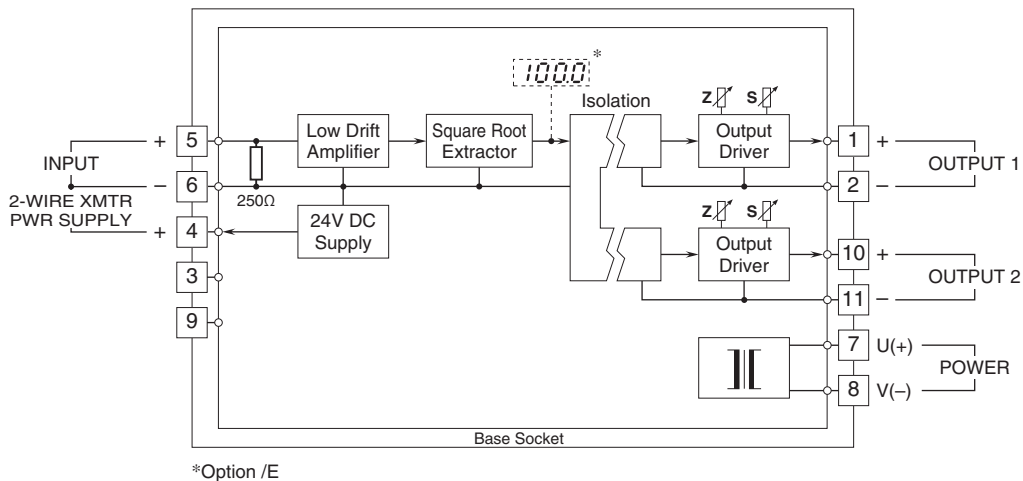 100.0
*
Isolation
Z
S
Low Drift
Amplifier
Square Root
Extractor
Output
Driver
+
5
1
+
INPUT
OUTPUT 1
−
6
2
−
250Ω
2-WIRE XMTR
PWR SUPPLY
24V DC
Supply
+
4
Z
S
Output
Driver
10
+
3
OUTPUT 2
11
−
9
7
U(+)
POWER
8
V(−)
Base Socket
*Option /E